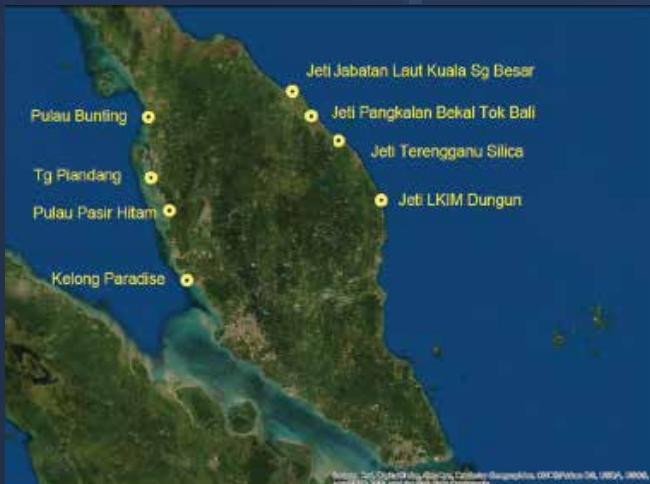 Jeti Jabatan Laut Kuala Sg Besar
Pulau Bunting
Jeti Pangkalan Bekal Tok Bali
Jeti Terengganu Silica
Tg Piandang
Jeti LKIM Dungun
Pulau Pasir Hitam
Kelong Paradise